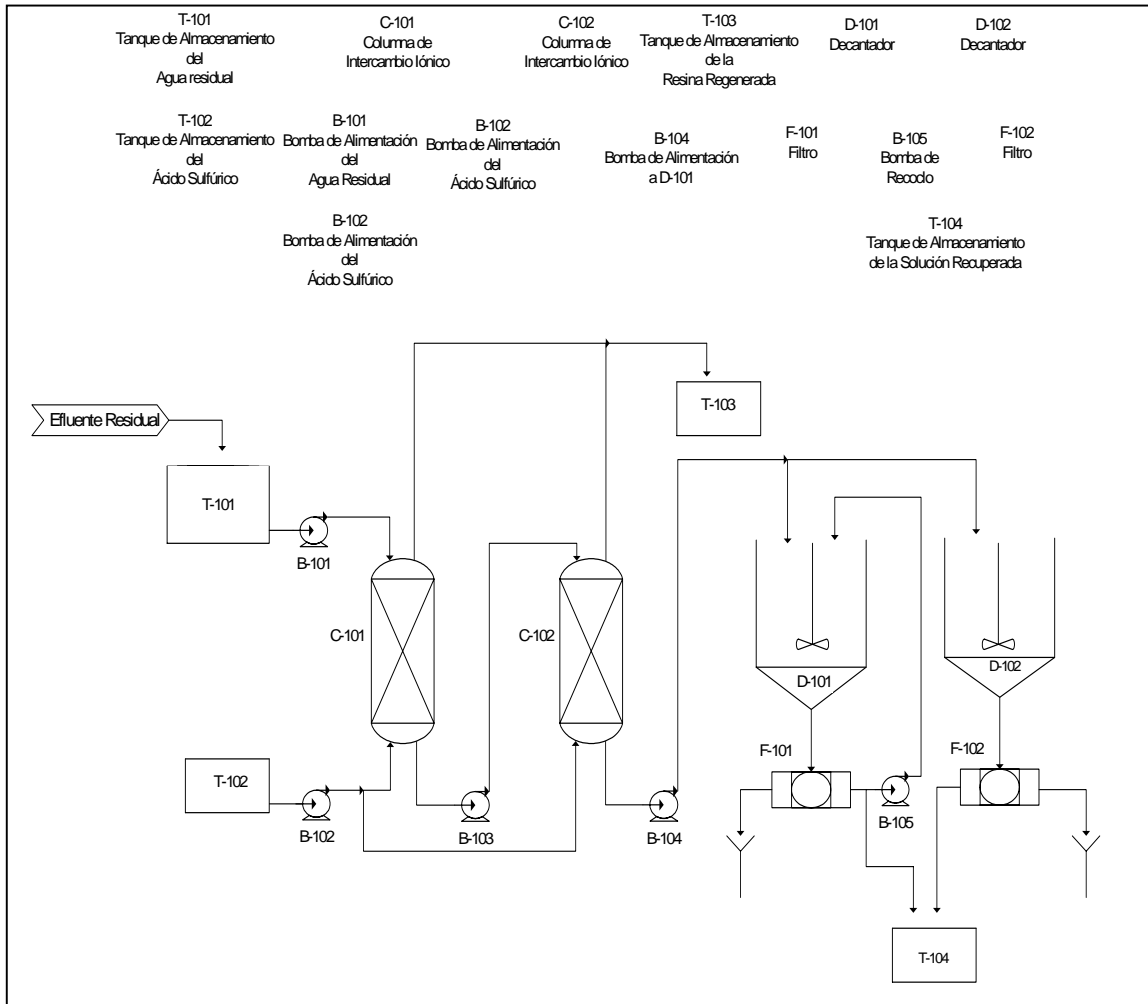 T-101
Tanque de Almacenamiento
del
Agua residual
C-101
Columna de
Intercambio Iónico
C-102
Columna de
Intercambio Iónico
T-103
Tanque de Almacenamiento
de la
Resina Regenerada
D-101
Decantador
D-102
Decantador
T-102
Tanque de Almacenamiento
del
Ácido Sulfúrico
B-101
Bomba de Alimentación
del
Agua Residual
B-102
Bomba de Alimentación
del
Ácido Sulfúrico
B-104
Bomba de Alimentación
a D-101
F-101
Filtro
B-105
Bomba de
Recoclo
F-102
Filtro
B-102
Bomba de Alimentación
del
Ácido Sulfúrico
T-104
Tanque de Almacenamiento
de la Solución Recuperada
Efluente Residual
T-103
T-101
B-101
C-101
C-102
D-101
D-102
F-101
F-102
T-102
B-102
B-103
B-104
B-105
T-104